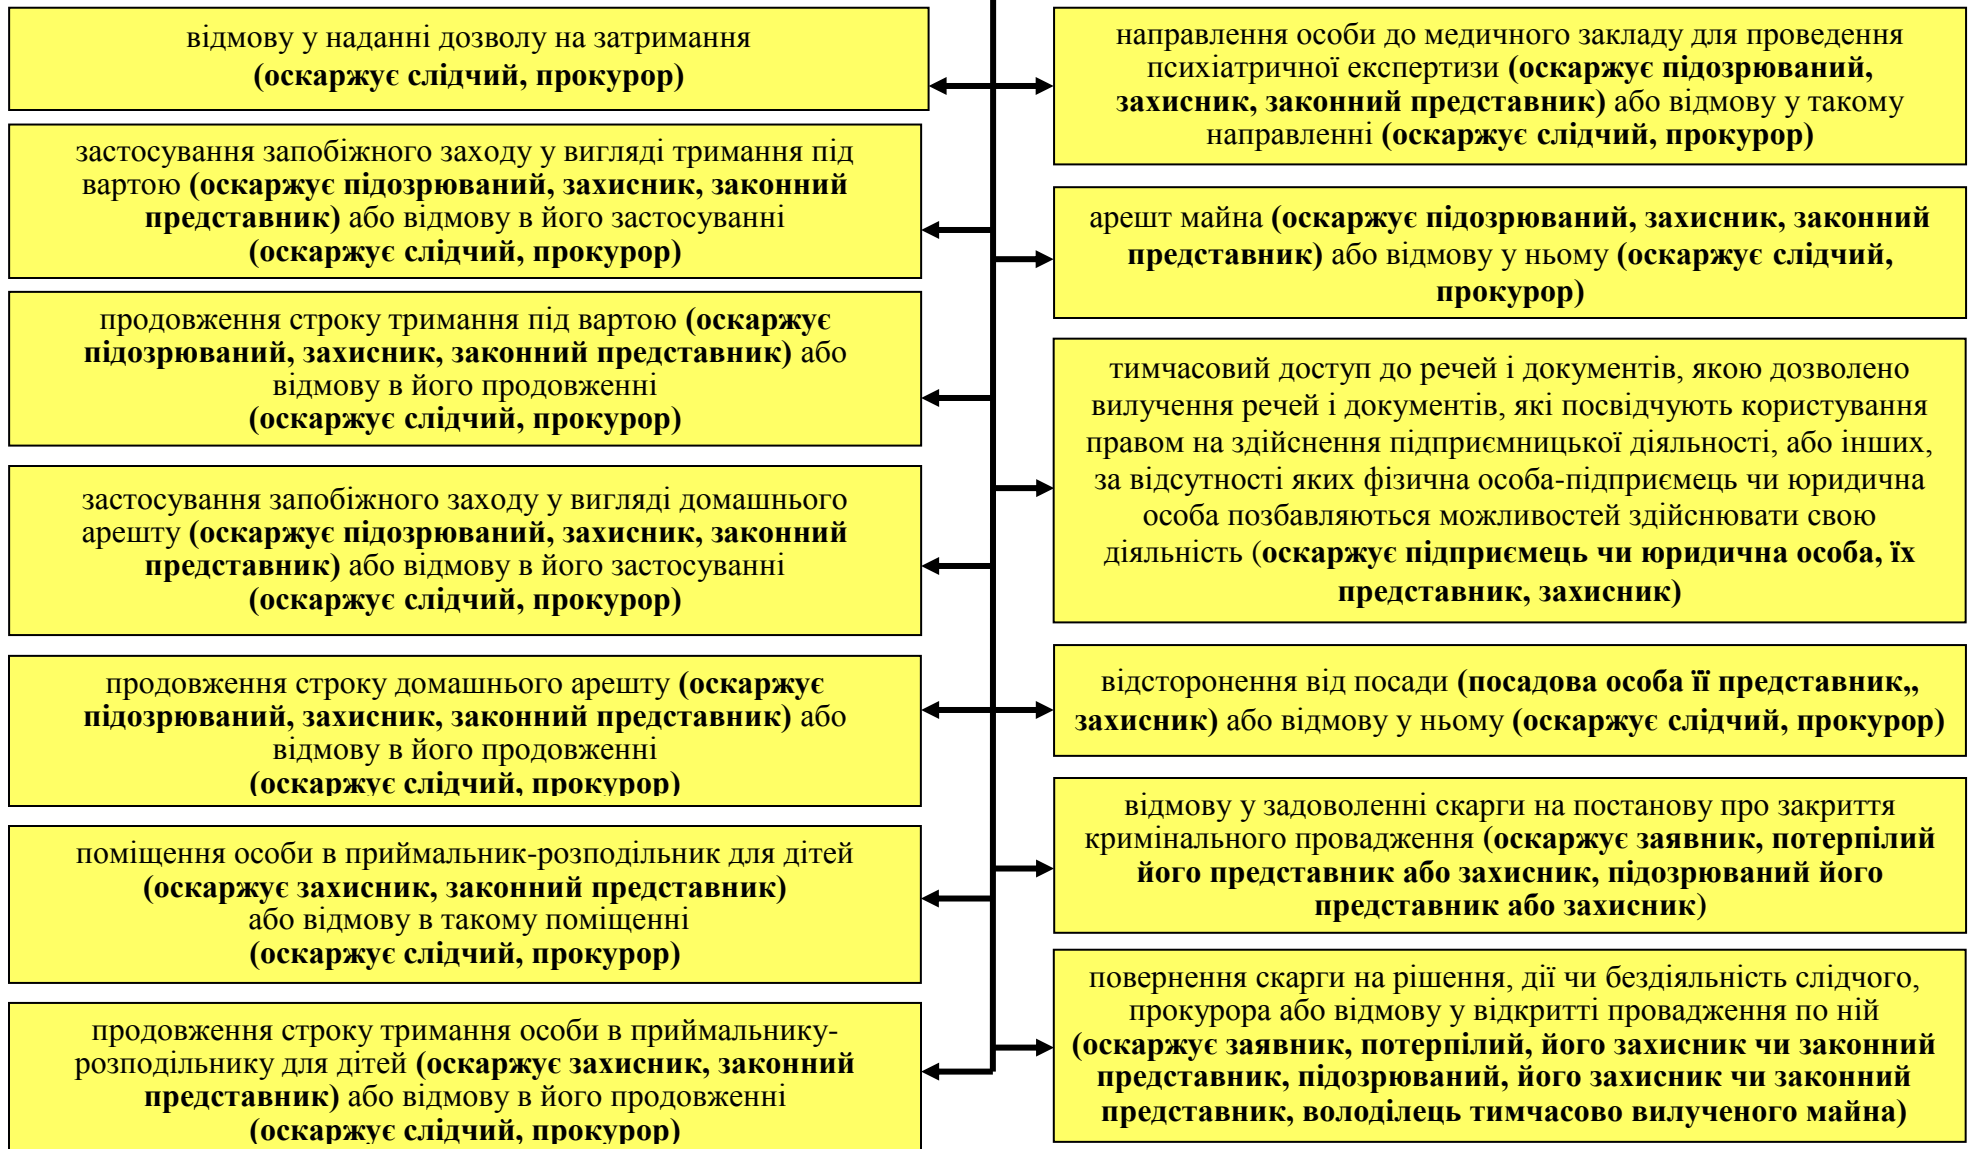 відмову у наданні дозволу на затримання
(оскаржує слідчий, прокурор)
застосування запобіжного заходу у вигляді тримання під
вартою (оскаржує підозрюваний, захисник, законний
представник) або відмову в його застосуванні
(оскаржує слідчий, прокурор)
продовження строку тримання під вартою (оскаржує
підозрюваний, захисник, законний представник) або
відмову в його продовженні
(оскаржує слідчий, прокурор)
застосування запобіжного заходу у вигляді домашнього
арешту (оскаржує підозрюваний, захисник, законний
представник) або відмову в його застосуванні
(оскаржує слідчий, прокурор)
продовження строку домашнього арешту (оскаржує
підозрюваний, захисник, законний представник) або
відмову в його продовженні
(оскаржує слідчий, прокурор)
поміщення особи в приймальник-розподільник для дітей
(оскаржує захисник, законний представник)
або відмову в такому поміщенні
(оскаржує слідчий, прокурор)
продовження строку тримання особи в приймальнику-
розподільнику для дітей (оскаржує захисник, законний
представник) або відмову в його продовженні
(оскаржує слідчий, прокурор)
направлення особи до медичного закладу для проведення
психіатричної експертизи (оскаржує підозрюваний,
захисник, законний представник) або відмову у такому
направленні (оскаржує слідчий, прокурор)
арешт майна (оскаржує підозрюваний, захисник, законний
представник) або відмову у ньому (оскаржує слідчий,
прокурор)
тимчасовий доступ до речей і документів, якою дозволено
вилучення речей і документів, які посвідчують користування
правом на здійснення підприємницької діяльності, або інших,
за відсутності яких фізична особа-підприємець чи юридична
особа позбавляються можливостей здійснювати свою
діяльність (оскаржує підприємець чи юридична особа, їх
представник, захисник)
відсторонення від посади (посадова особа її представник,,
захисник) або відмову у ньому (оскаржує слідчий, прокурор)
відмову у задоволенні скарги на постанову про закриття
кримінального провадження (оскаржує заявник, потерпілий
його представник або захисник, підозрюваний його
представник або захисник)
повернення скарги на рішення, дії чи бездіяльність слідчого,
прокурора або відмову у відкритті провадження по ній
(оскаржує заявник, потерпілий, його захисник чи законний
представник, підозрюваний, його захисник чи законний
представник, володілець тимчасово вилученого майна)